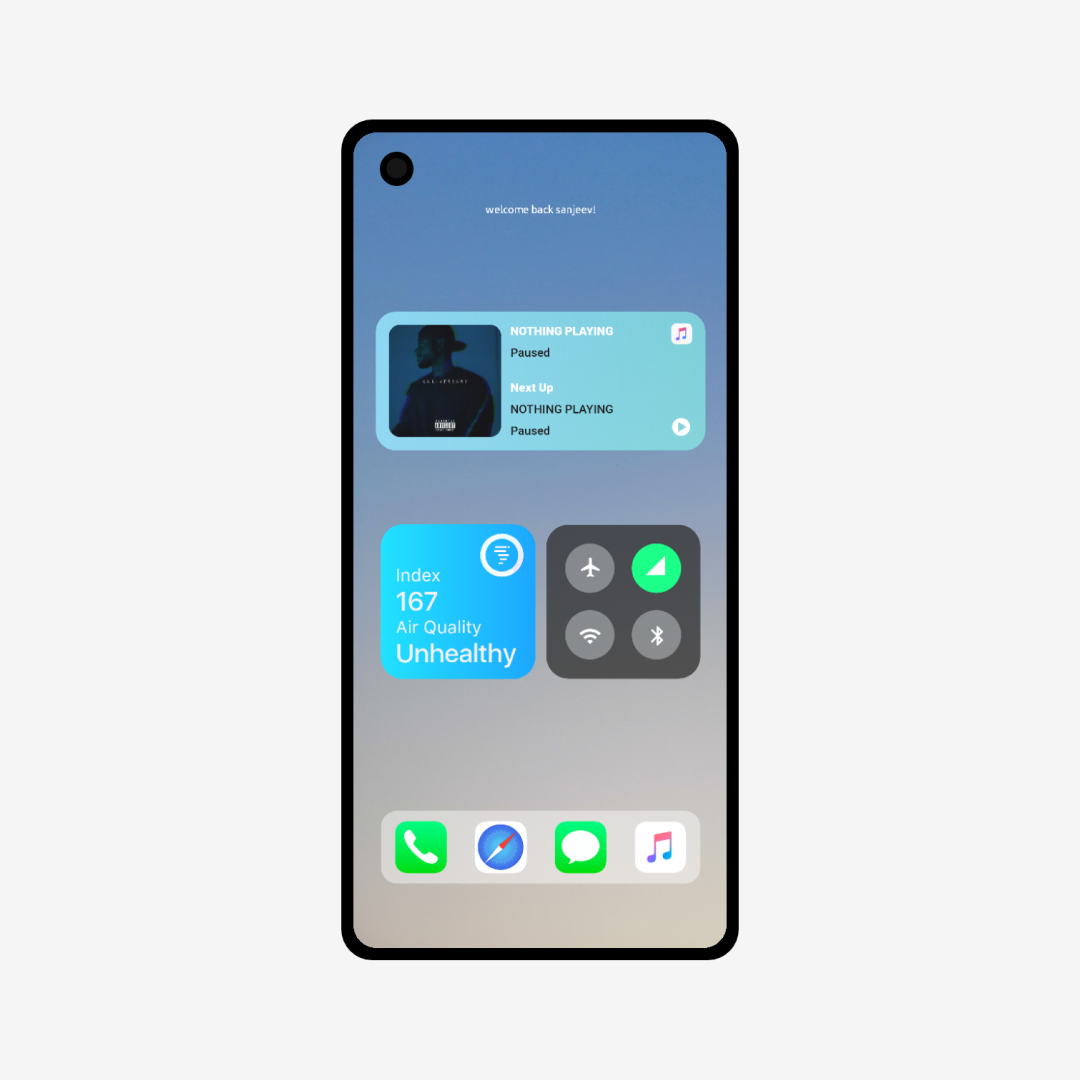 welcome back sanjeev!
NOTHING PLAYING
Paused
Next Up
NOTHING PLAYING
Paused
Index
167
Air Quality
Unhealthy